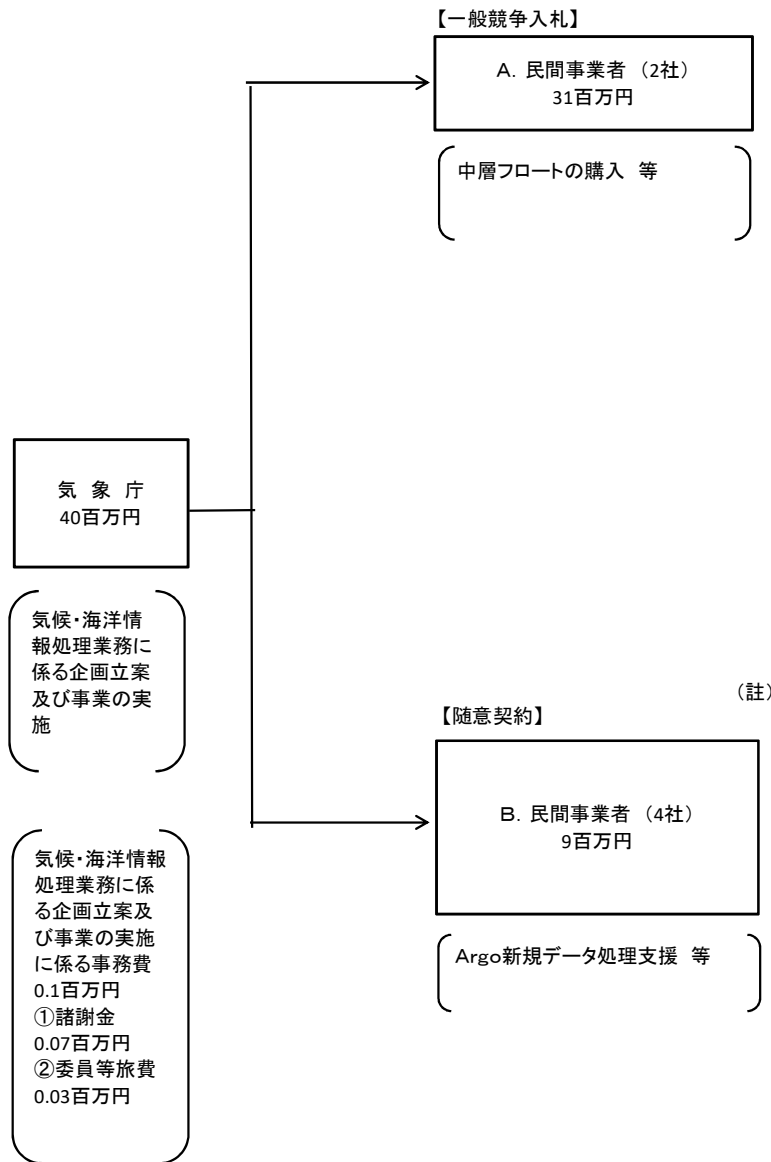 【一般競争入札】
A. 民間事業者 (2社)
31百万円
中層フロートの購入 等
気 象 庁
40百万円
気候・海洋情
報処理業務に
係る企画立案
及び事業の実
施
(註)
【随意契約】
B. 民間事業者 (4社)
9百万円
Argo新規データ処理支援 等
気候・海洋情報
処理業務に係
る企画立案及
び事業の実施
に係る事務費
0.1百万円
①諸謝金
0.07百万円
②委員等旅費
0.03百万円